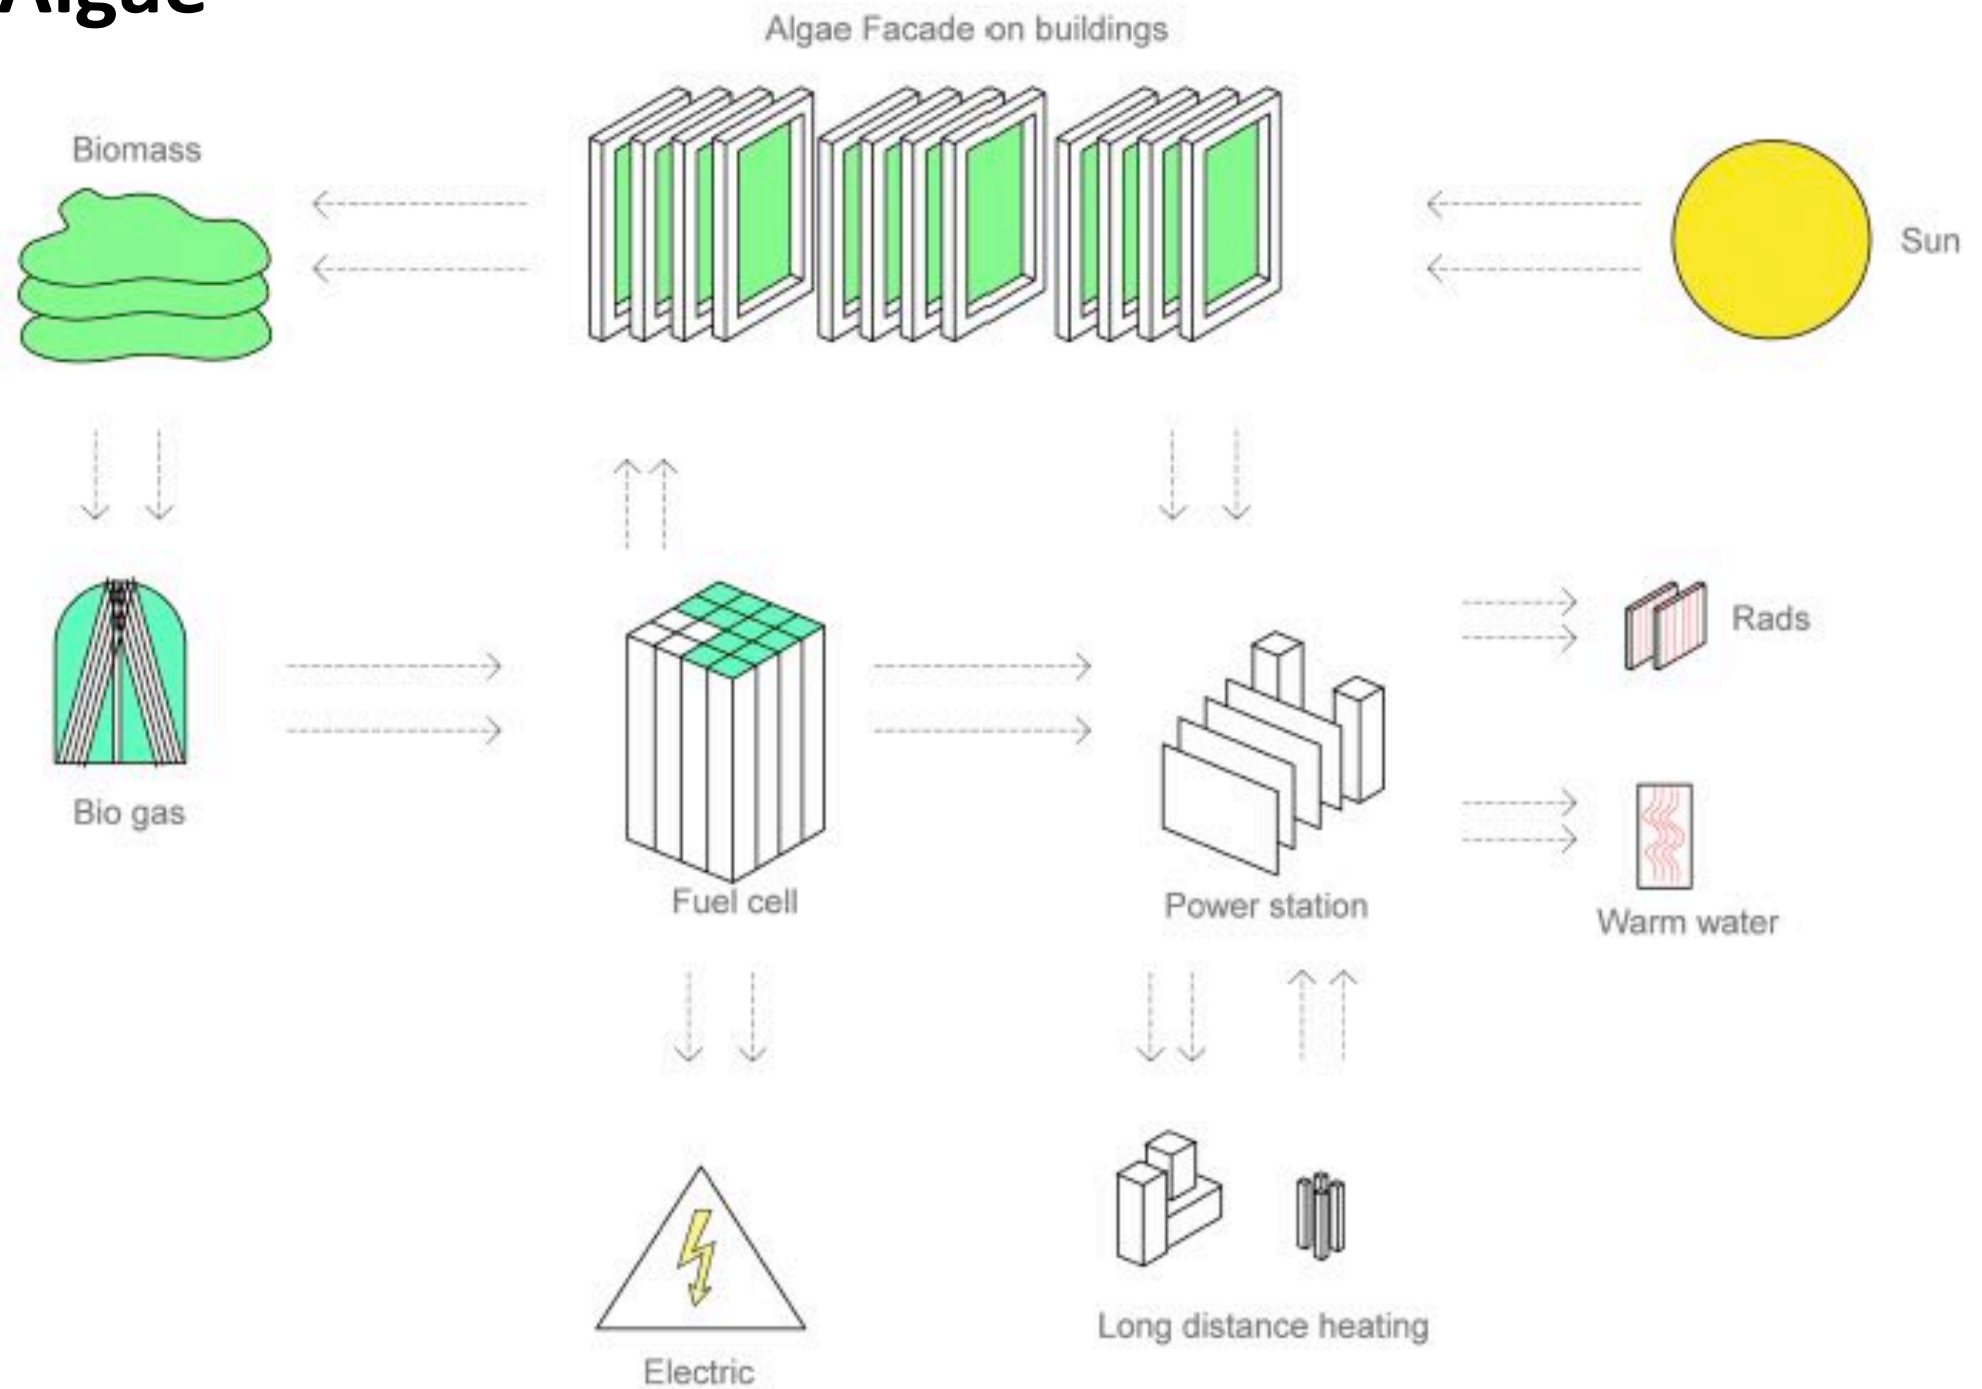 Algae
Algae Facade on buildings
Biomass
Sun
Rads
Bio gas
Fuel cell
Power station
Warm water
Long distance heating
Electric